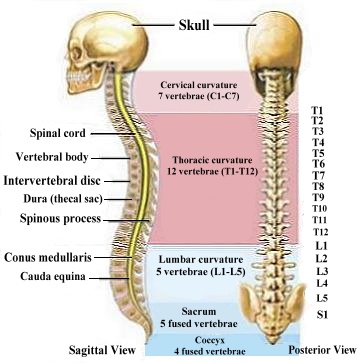 Skull
Cervical curvature
7 vertebrae (C1-C7)
Spinal cord
Vertebral body
Intervertebral disc
Dura (thecal sac)
Spinous process
Conus medullaris
Cauda equina
Thoracic curvature
12 vertebrae (T1-T12)
Lumbar curvature
5 vertebrae (L1-L5)
Sacrum
5 fused vertebrae
Coccyx
4 fused vertebrae
T1
T2
T3
T4
T5
T6
T7
T8
T9
T10
T11
T12
L1
L2
L3
L4
L5
S1
Sagittal View
Posterior View